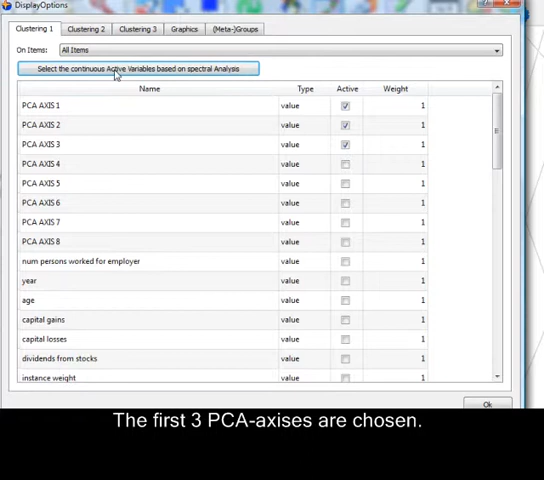 DisplayOptions
Clustering 1 Clustering 2 Clustering 3 Graphics (Meta-)Groups
On Items: All Items
Select the continuous Active Variables based on spectral Analysis
Name Type Active Weight
PCA AXIS 1 value 1
PCA AXIS 2 value 1
PCA AXIS 3 value 1
PCA AXIS 4 value 1
PCA AXIS 5 value 1
PCA AXIS 6 value 1
PCA AXIS 7 value 1
PCA AXIS 8 value 1
num persons worked for employer value 1
year value 1
age value 1
capital gains value 1
capital losses value 1
dividends from stocks value 1
instance weight value 1
Ok
The first 3 PCA-axises are chosen.